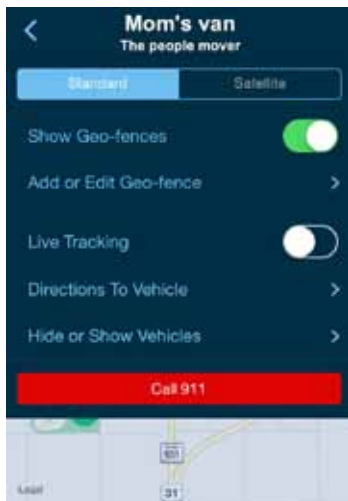 Mom's van
The people mover
Standard
Satellite
Show Geo-fences
Add or Edit Geo-fence
Live Tracking
Directions To Vehicle
Hide or Show Vehicles
Call 911
31
Legal